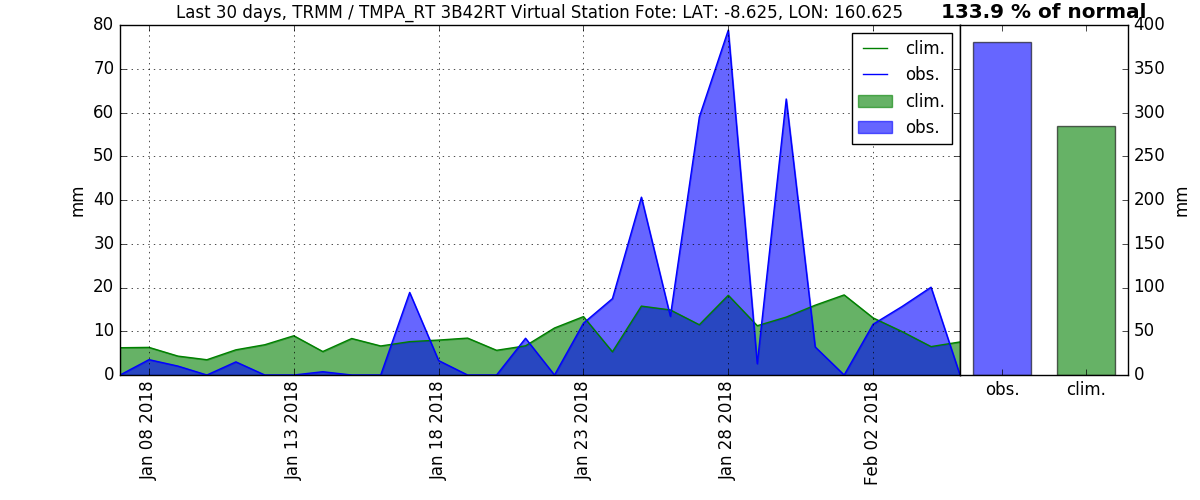 Last 30 days, TRMM / TMPA_RT 3B42RT Virtual Station Fote: LAT: -8.625, LON: 160.625
133.9 % of normal
80
70
60
50
40
30
20
10
0
mm
clim.
obs.
clim.
obs.
Jan 08 2018
Jan 13 2018
Jan 18 2018
Jan 23 2018
Jan 28 2018
Feb 02 2018
400
350
300
250
200
150
100
50
0
mm
obs.
clim.